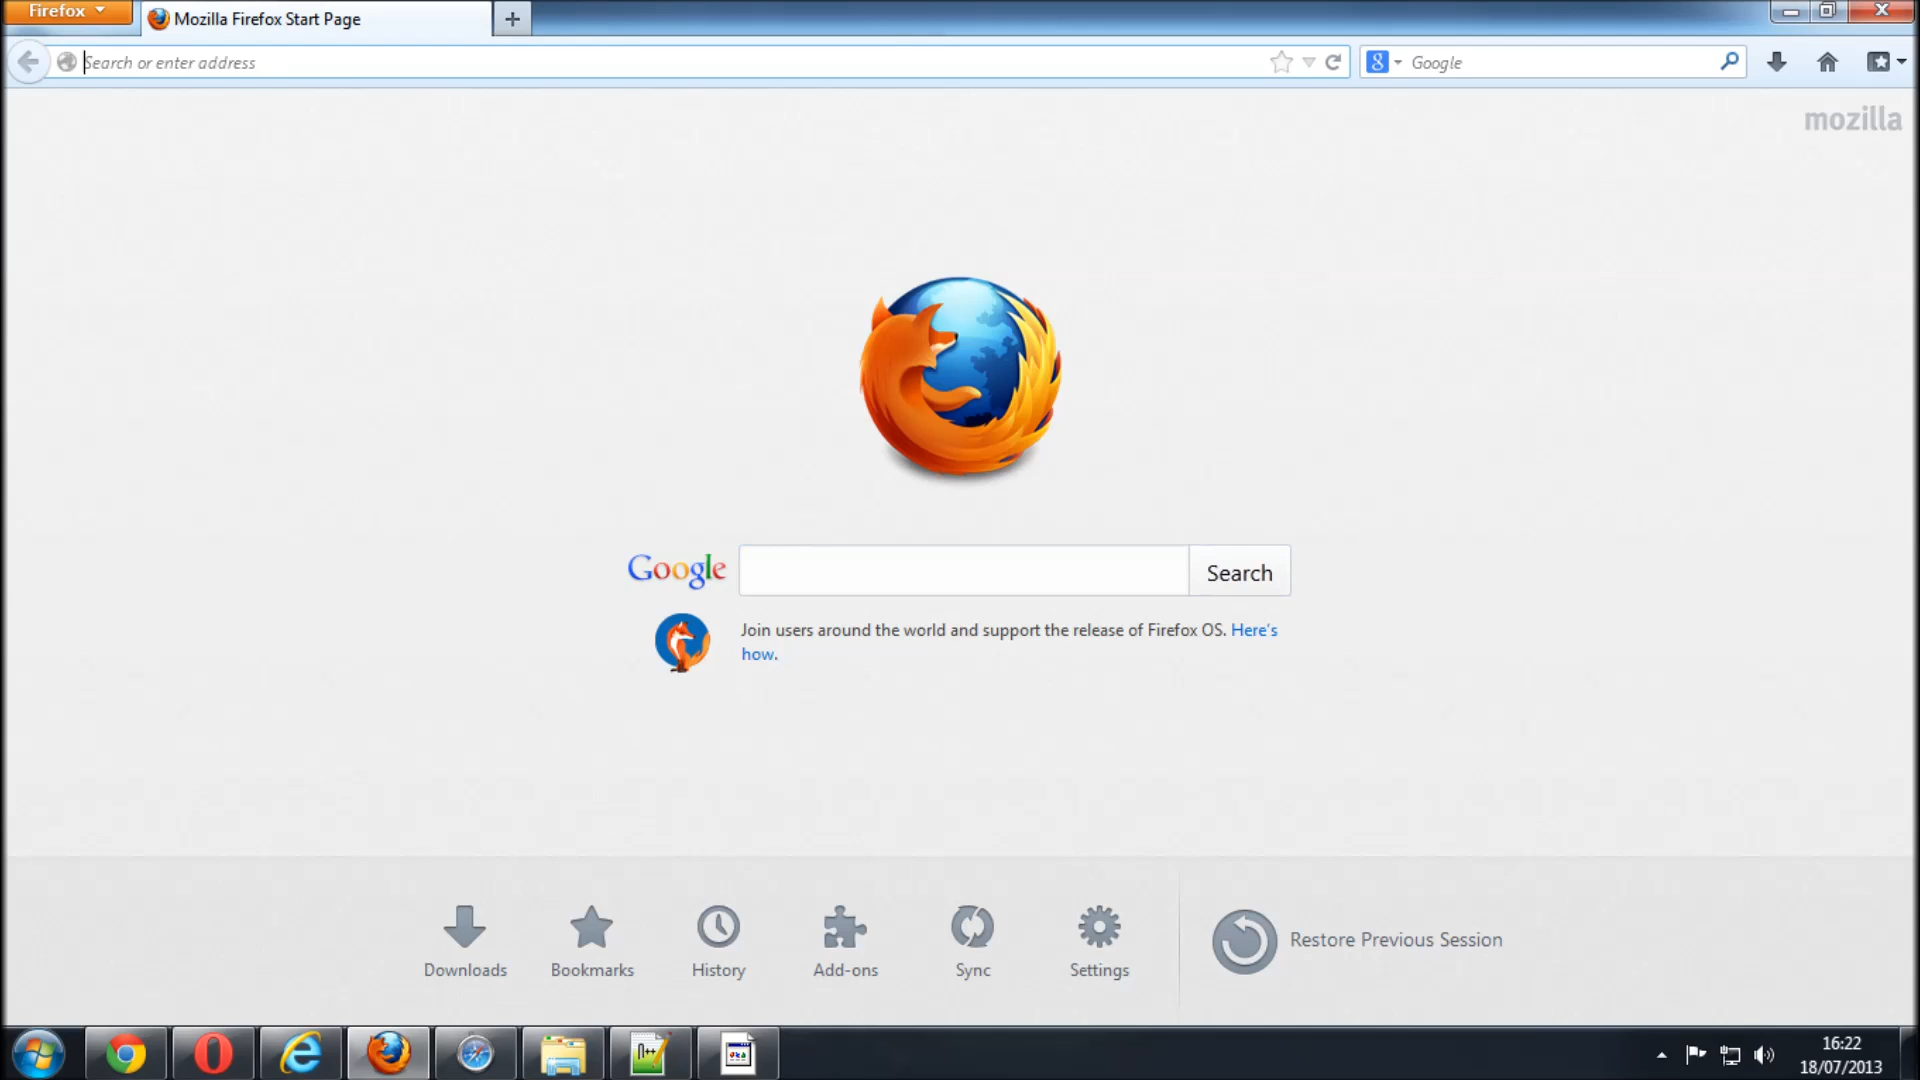 Firefox
Mozilla Firefox Start Page
Search or enter address
Google
mozilla
Google
Search
Join users around the world and support the release of Firefox OS. Here's
how.
Downloads
Bookmarks
History
Add-ons
Sync
Settings
Restore Previous Session
16:22
18/07/2013